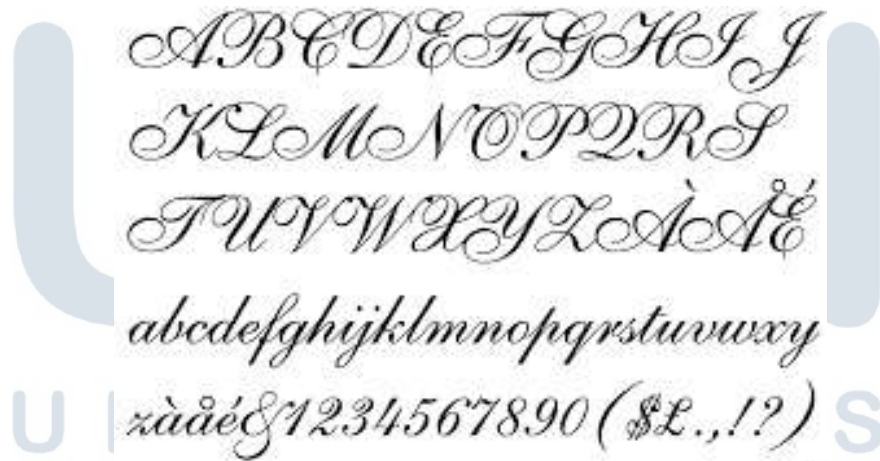 ABCDEFGHIJ
KLMNOPQRS
TUVWXYZÀÅÉ
abcdefghijklmnopqrstuvwxy
zàåé&1234567890($£.,!?)